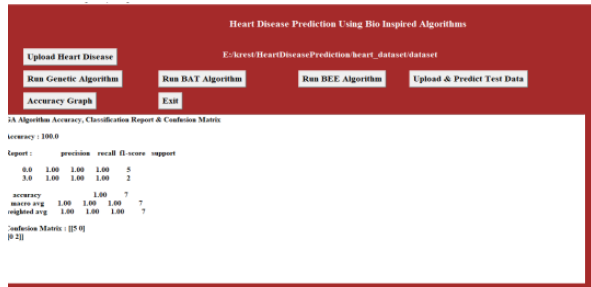 Heart Disease Prediction Using Bio Inspired Algorithms
Upload Heart Disease E:/krest/HeartDiseasePrediction/heart_dataset/dataset
Run Genetic Algorithm Run BAT Algorithm Run BEE Algorithm Upload & Predict Test Data
Accuracy Graph Exit
GA Algorithm Accuracy, Classification Report & Confusion Matrix
Accuracy : 100.0
Report : precision recall f1-score support
0.0 1.00 1.00 1.00 5
3.0 1.00 1.00 1.00 2
accuracy 1.00 7
macro avg 1.00 1.00 1.00 7
weighted avg 1.00 1.00 1.00 7
Confusion Matrix : [[5 0]
[0 2]]